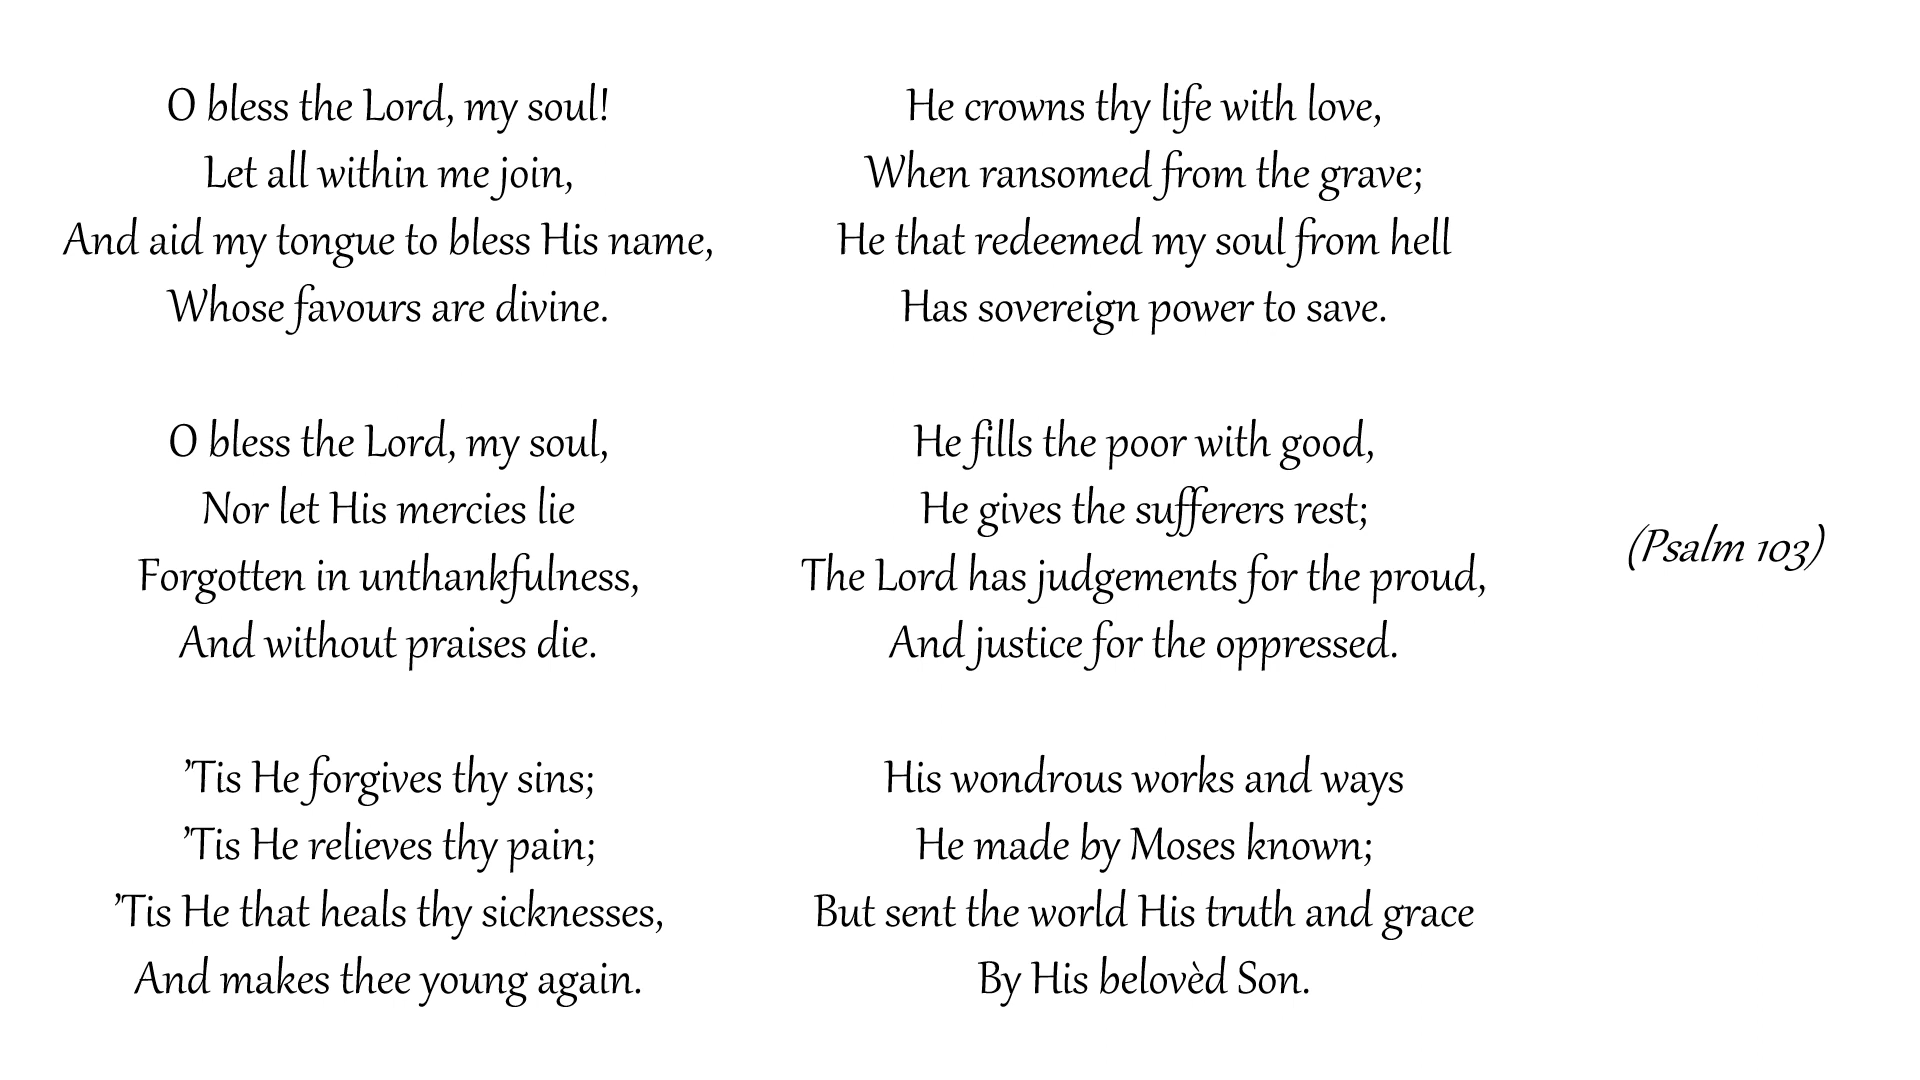 O bless the Lord, my soul!
Let all within me join,
And aid my tongue to bless His name,
Whose favours are divine.
O bless the Lord, my soul,
Nor let His mercies lie
Forgotten in unthankfulness,
And without praises die.
’Tis He forgives thy sins;
’Tis He relieves thy pain;
’Tis He that heals thy sicknesses,
And makes thee young again.
He crowns thy life with love,
When ransomed from the grave;
He that redeemed my soul from hell
Has sovereign power to save.
He fills the poor with good,
He gives the sufferers rest;
The Lord has judgements for the proud,
And justice for the oppressed.
His wondrous works and ways
He made by Moses known;
But sent the world His truth and grace
By His belovèd Son.
(Psalm 103)